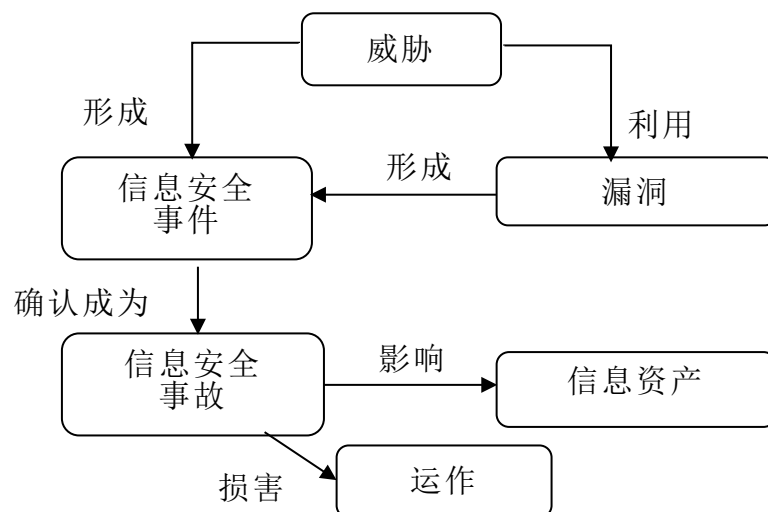 威胁
形成
利用
信息安全
事件
形成
漏洞
确认成为
信息安全
事故
影响
信息资产
损害
运作